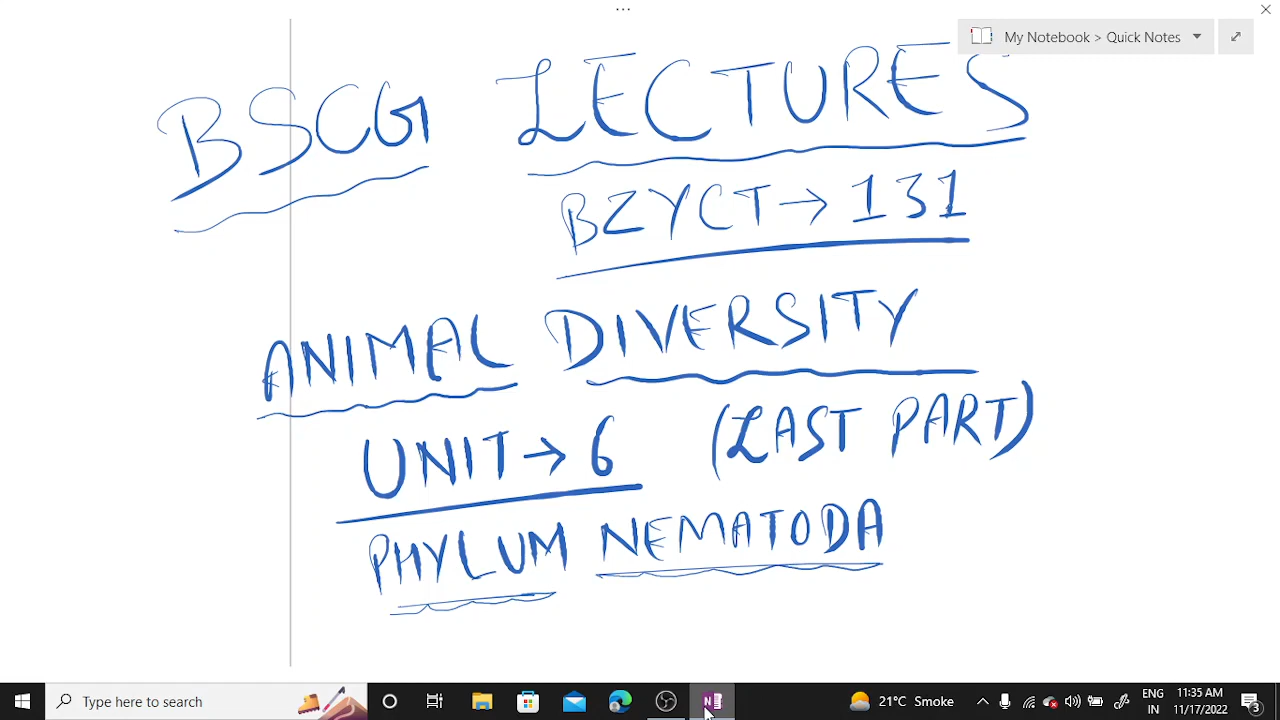 ...
My Notebook > Quick Notes
BSCG LECTURES
BZYCT → 131
ANIMAL DIVERSITY
UNIT → 6 (LAST PART)
PHYLUM NEMATODA
Type here to search
21°C Smoke
ENG
IN
11:35 AM
11/17/2022
3